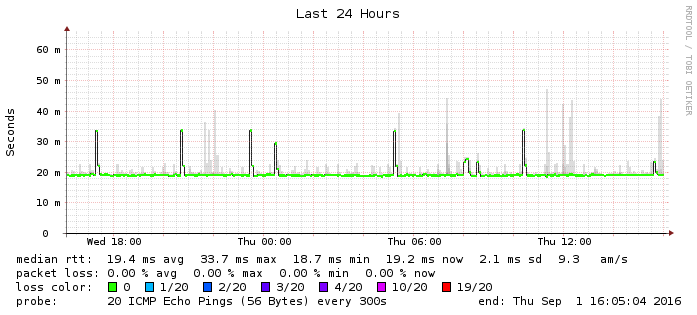 Last 24 Hours
RRDTOOL / TOBI OETIKER
Seconds
60 m
50 m
40 m
30 m
20 m
10 m
0
Wed 18:00 Thu 00:00 Thu 06:00 Thu 12:00
median rtt: 19.4 ms avg 33.7 ms max 18.7 ms min 19.2 ms now 2.1 ms sd 9.3 am/s
packet loss: 0.00 % avg 0.00 % max 0.00 % min 0.00 % now
loss color: 0 1/20 2/20 3/20 4/20 10/20 19/20
probe: 20 ICMP Echo Pings (56 Bytes) every 300s end: Thu Sep 1 16:05:04 2016